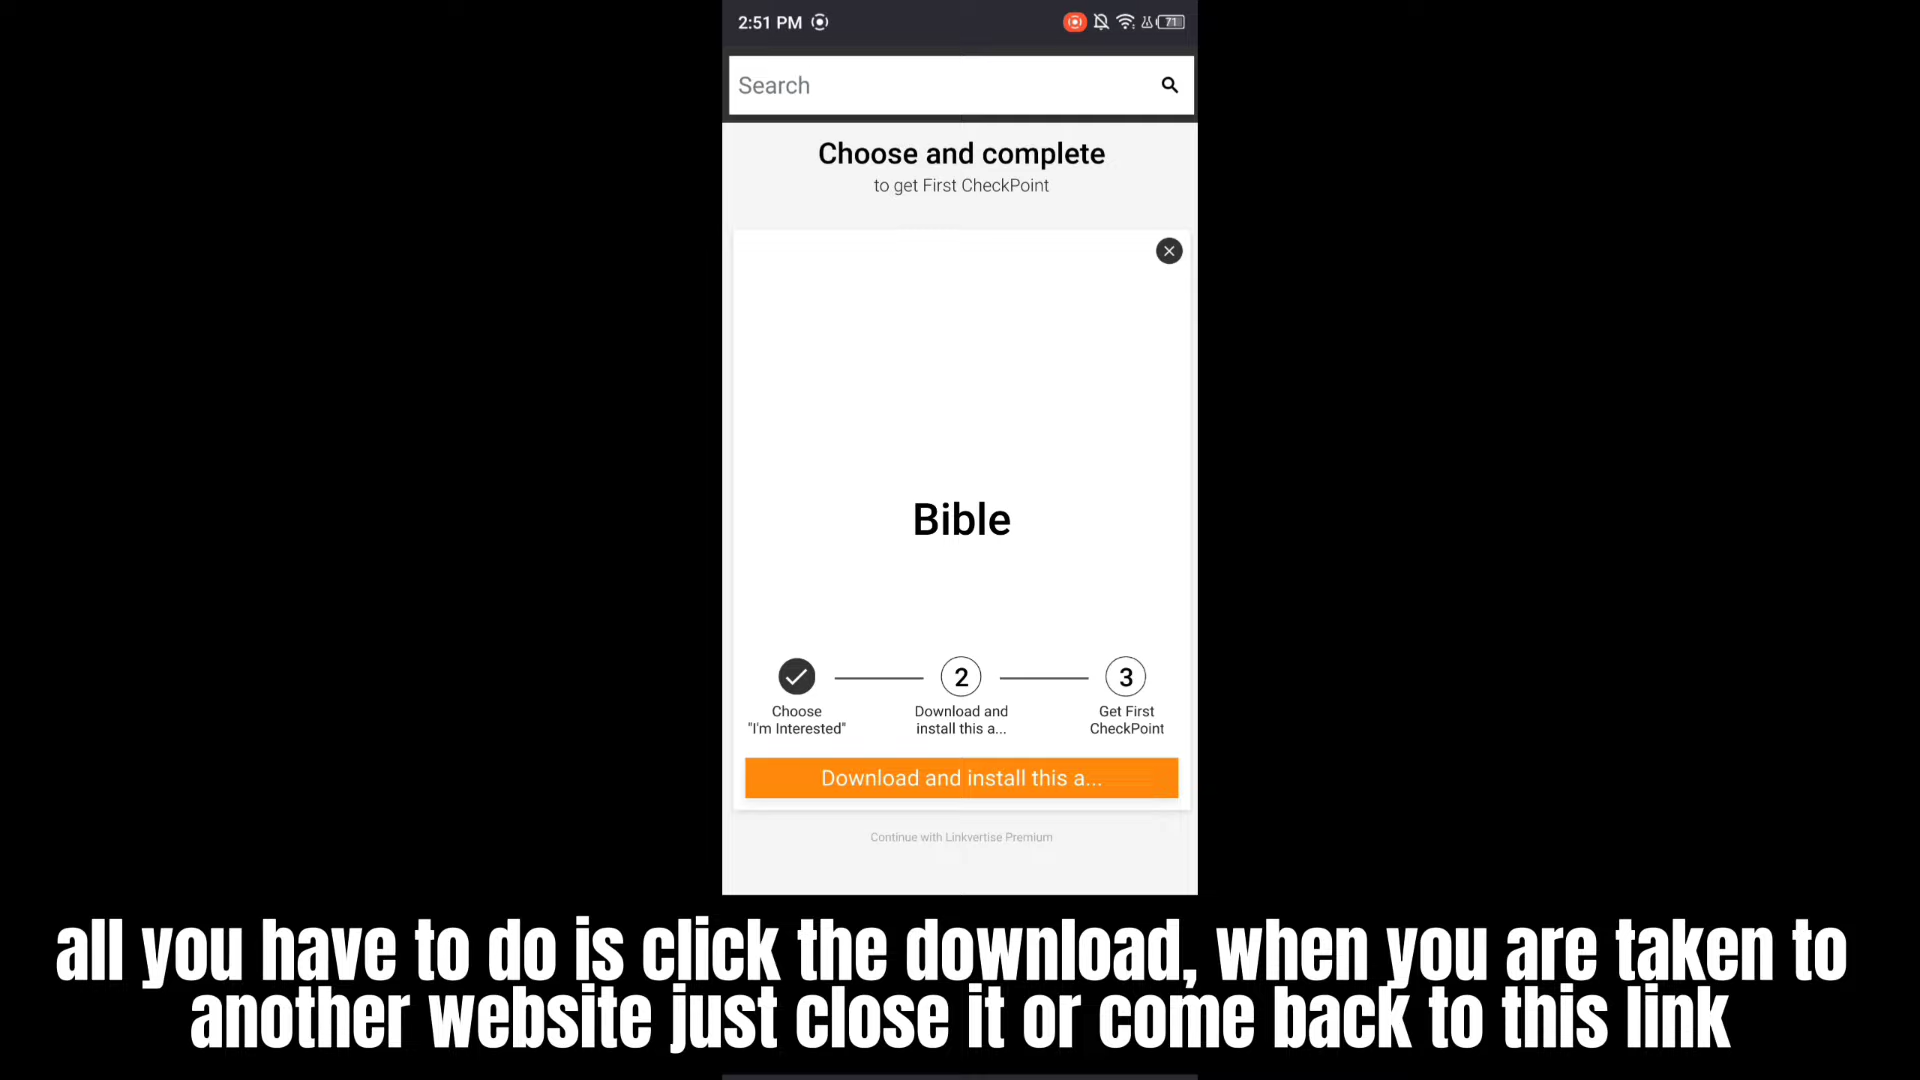 2:51 PM
71
Search
Choose and complete
to get First CheckPoint
Bible
2
3
Choose
"I'm Interested"
Download and
install this a...
Get First
CheckPoint
Download and install this a...
Continue with Linkvertise Premium
all you have to do is click the download, when you are taken to
another website just close it or come back to this link